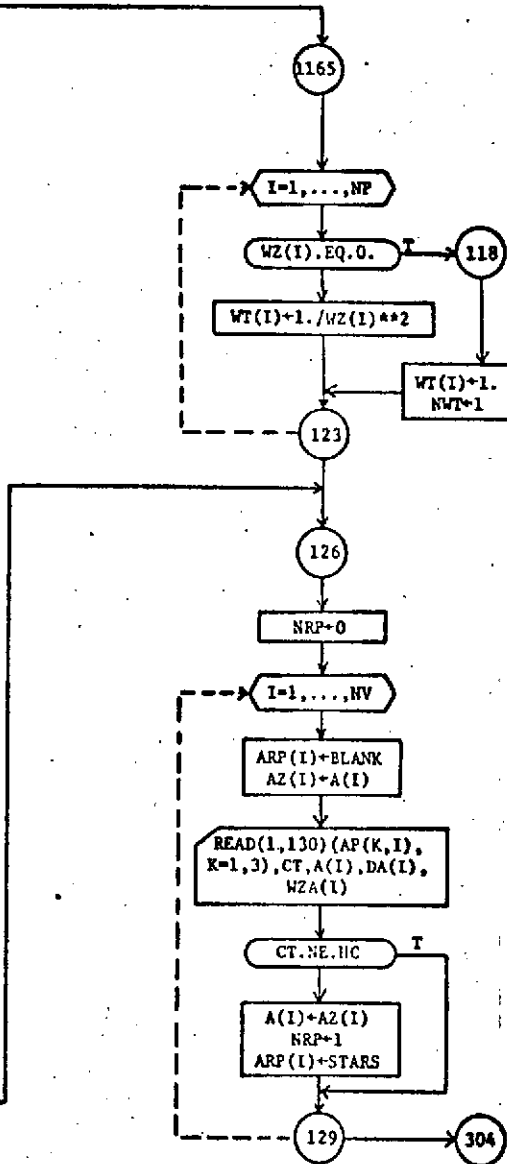 1165
I=1,...,NP
WZ(I).EQ.0.
T
118
WT(I)←1./WZ(I)**2
WT(I)←1.
NWT←1
123
126
NRP←0
I=1,...,NV
ARP(I)←BLANK
AZ(I)←A(I)
READ(1,130)(AP(K,I),
K=1,3),CT,A(I),DA(I),
WZA(I)
CT.NE.HC
T
A(I)←AZ(I)
NRP←1
ARP(I)←STARS
129
304